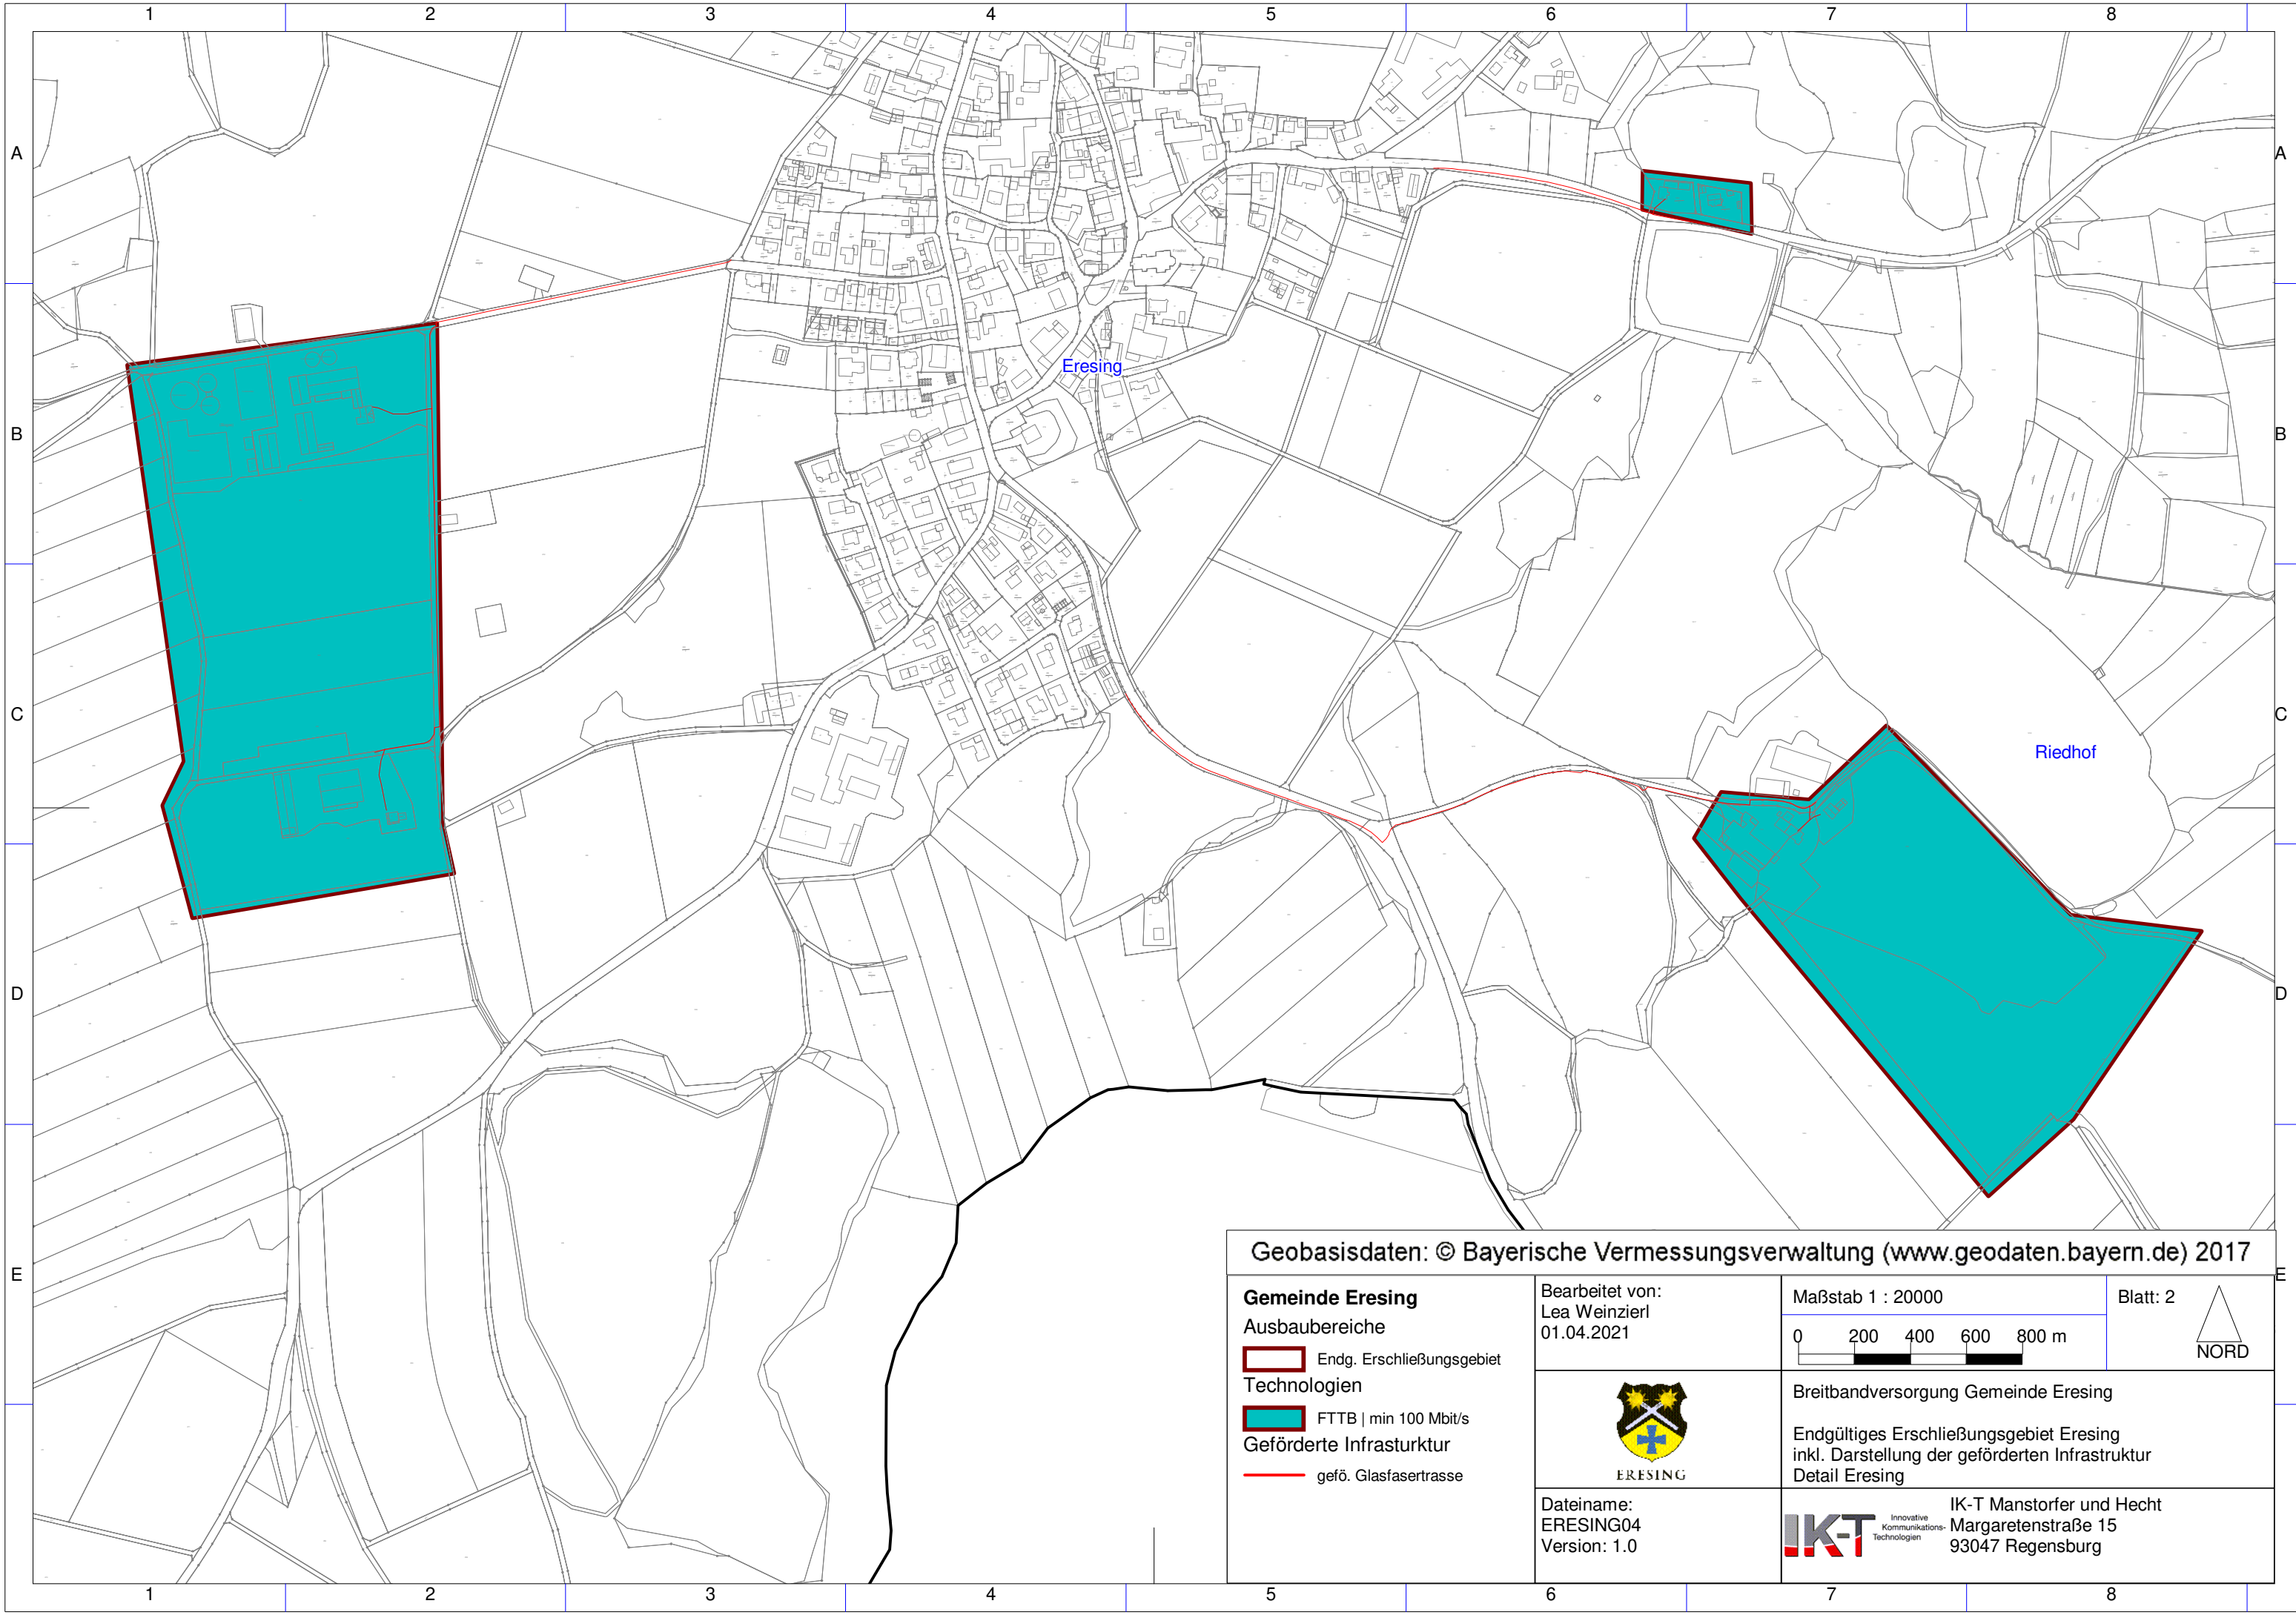 1 2 3 4 5 6 7 8
A A
Eresing
B B
C C
Riedhof
D D
E E
Geobasisdaten: © Bayerische Vermessungsverwaltung (www.geodaten.bayern.de) 2017
Gemeinde Eresing
Ausbaubereiche
Endg. Erschließungsgebiet
Technologien
FTTB | min 100 Mbit/s
Geförderte Infrasturktur
gefö. Glasfasertrasse
Bearbeitet von:
Lea Weinzierl
01.04.2021
Maßstab 1 : 20000
0 200 400 600 800 m
Blatt: 2
NORD
ERESING
Breitbandversorgung Gemeinde Eresing
Endgültiges Erschließungsgebiet Eresing
inkl. Darstellung der geförderten Infrastruktur
Detail Eresing
Dateiname:
ERESING04
Version: 1.0
IK-T
Innovative
Kommunikations-
Technologien
IK-T Manstorfer und Hecht
Margaretenstraße 15
93047 Regensburg
1 2 3 4 5 6 7 8